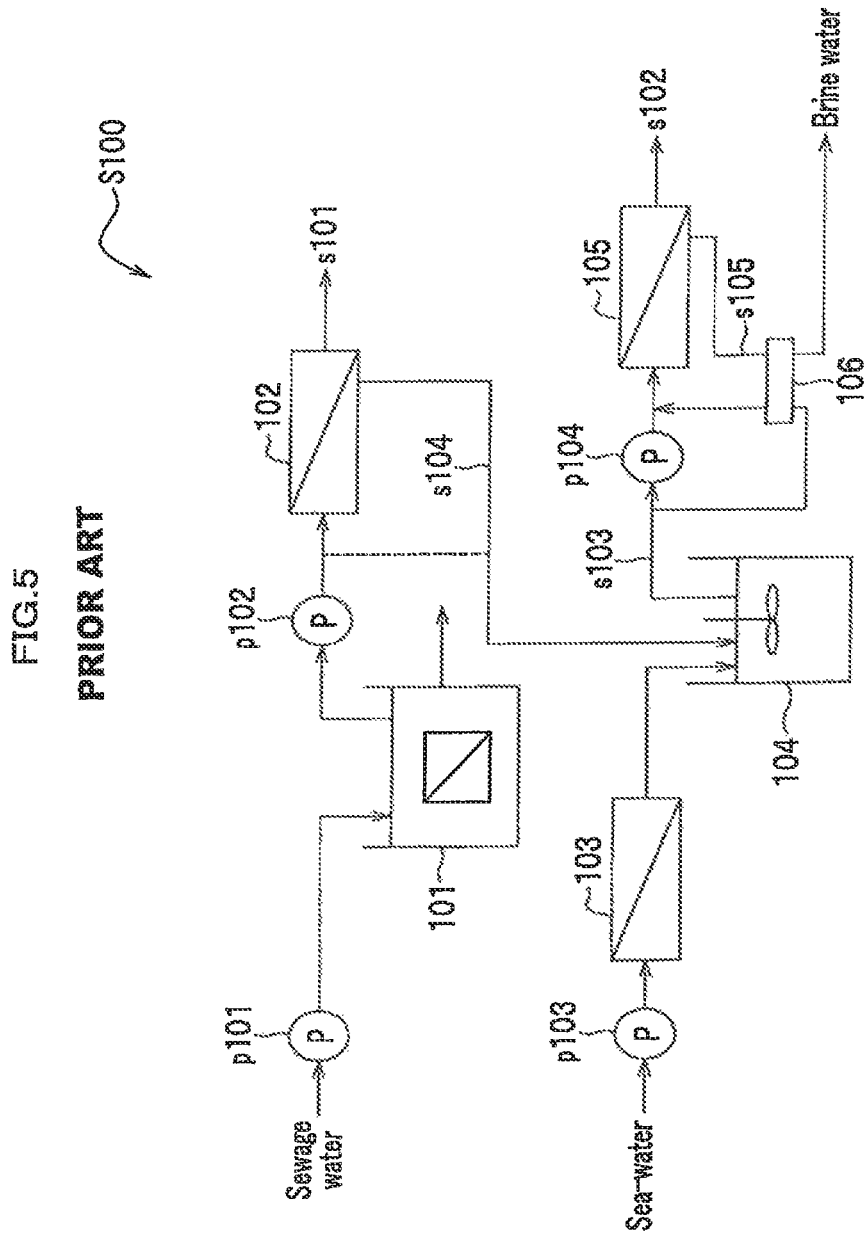 FIG.5
PRIOR ART
S100
Sewage
water
p101
P
101
p102
P
102
s101
s104
Sea-water
p103
P
103
104
s103
p104
P
105
s102
s105
106
Brine water